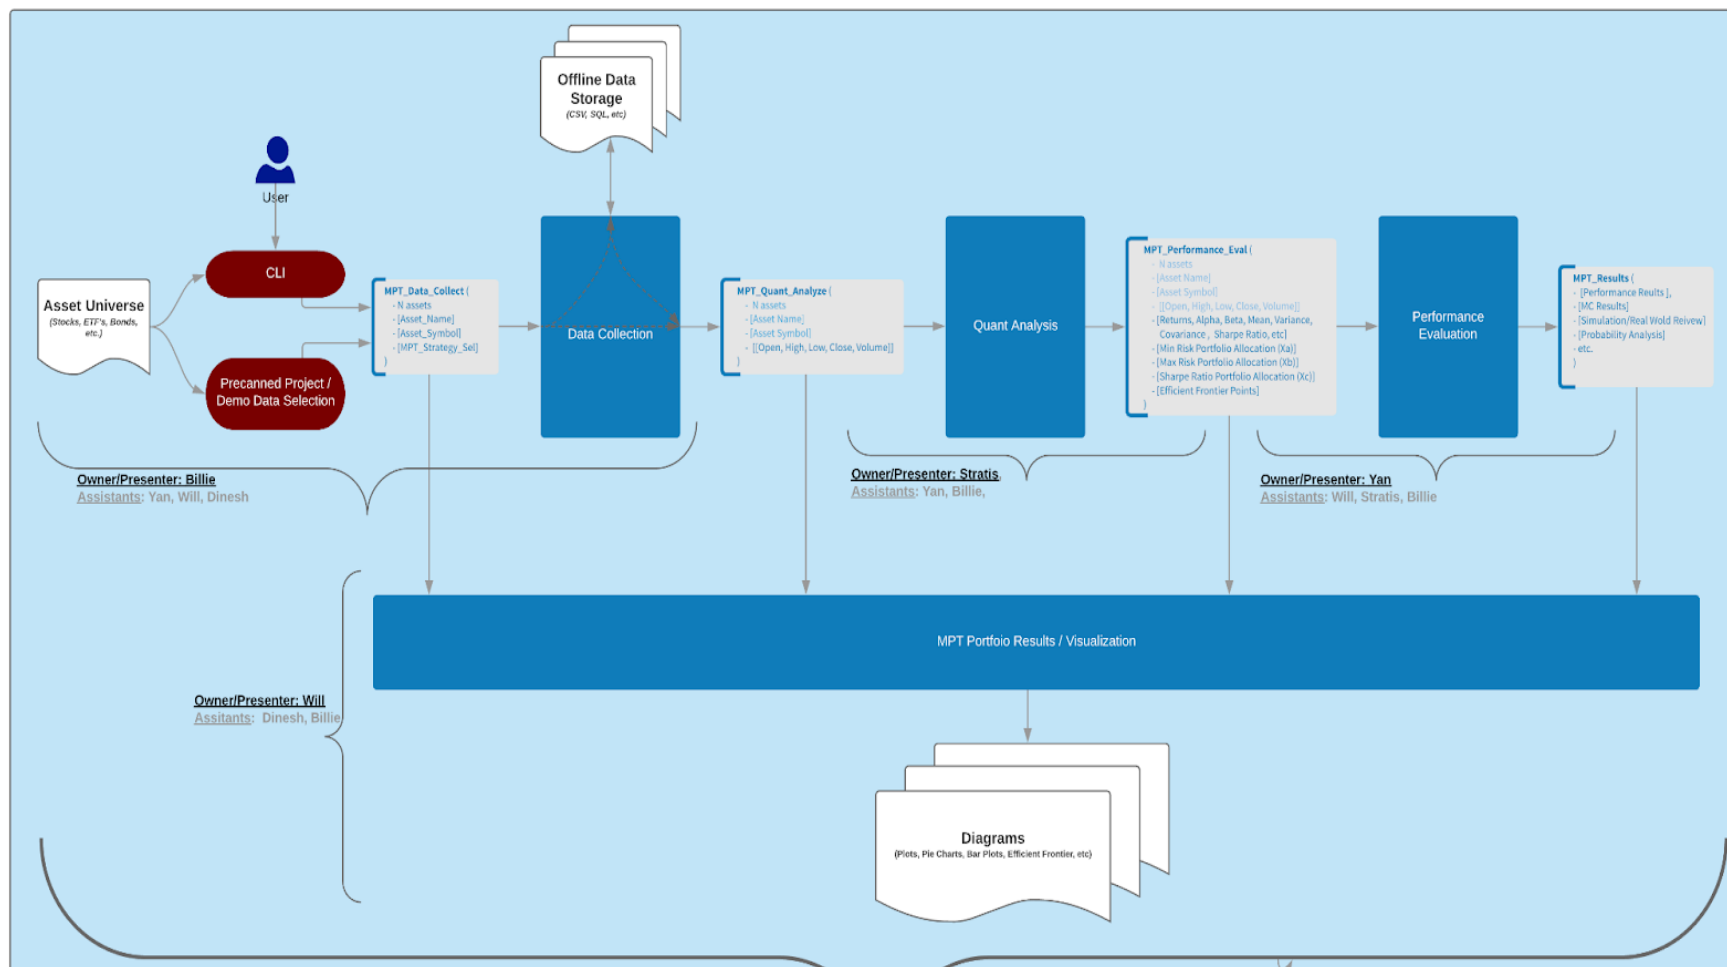 Offline Data
Storage
(CSV, SQL, etc)
User
CLI
Asset Universe
(Stocks, ETF's, Bonds,
etc.)
Precanned Project /
Demo Data Selection
MPT_Data_Collect (
- N assets
- [Asset_Name]
- [Asset_Symbol]
- [MPT_Strategy_Sel]
)
Data Collection
MPT_Quant_Analyze (
- N assets
- [Asset Name]
- [Asset Symbol]
- [[Open, High, Low, Close, Volume]]
)
Quant Analysis
MPT_Performance_Eval (
- N assets
- [Asset Name]
- [Asset Symbol]
- [[Open, High, Low, Close, Volume]]
- [Returns, Alpha, Beta, Mean, Variance,
Covariance , Sharpe Ratio, etc]
- [Min Risk Portfolio Allocation (Xa)]
- [Max Risk Portfolio Allocation (Xb)]
- [Sharpe Ratio Portfolio Allocation (Xc)]
- [Efficient Frontier Points]
)
Performance
Evaluation
MPT_Results (
- [Performance Reults ],
- [MC Results]
- [Simulation/Real Wold Reivew]
- [Probability Analysis]
- etc.
)
Owner/Presenter: Billie
Assistants: Yan, Will, Dinesh
Owner/Presenter: Stratis
Assistants: Yan, Billie,
Owner/Presenter: Yan
Assistants: Will, Stratis, Billie
MPT Portfoio Results / Visualization
Owner/Presenter: Will
Assitants: Dinesh, Billie
Diagrams
(Plots, Pie Charts, Bar Plots, Efficient Frontier, etc)